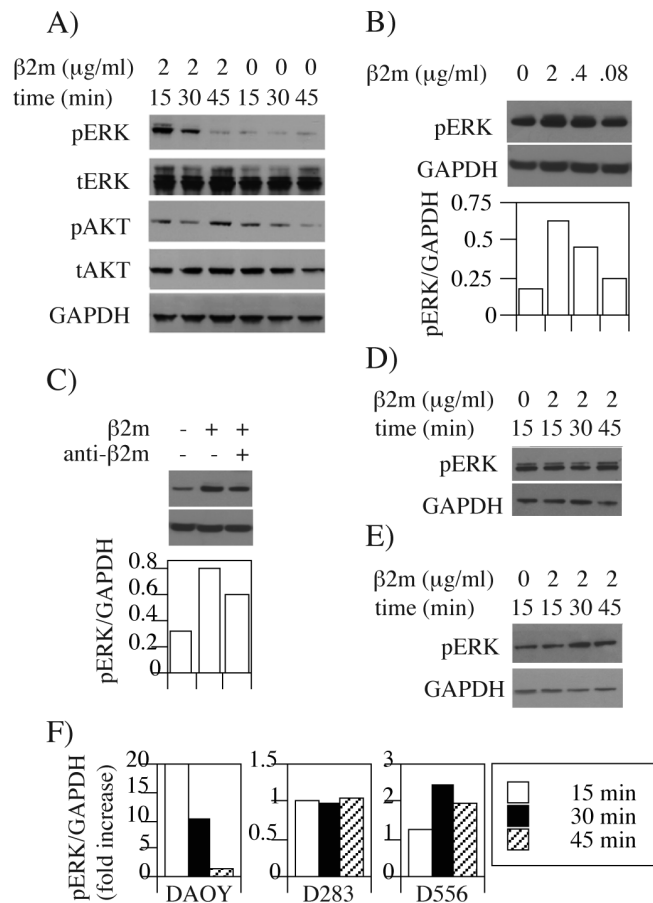 A)
β2m (μg/ml) 2 2 2 0 0 0
time (min) 15 30 45 15 30 45
pERK
tERK
pAKT
tAKT
GAPDH
B)
β2m (μg/ml) 0 2 .4 .08
pERK
GAPDH
pERK/GAPDH
0.75
0.5
0.25
0
C)
β2m - + +
anti-β2m - - +
pERK/GAPDH
0.8
0.6
0.4
0.2
0
D)
β2m (μg/ml) 0 2 2 2
time (min) 15 15 30 45
pERK
GAPDH
E)
β2m (μg/ml) 0 2 2 2
time (min) 15 15 30 45
pERK
GAPDH
F)
pERK/GAPDH
(fold increase)
20
15
10
5
0
DAOY
1.5
1
0.5
0
D283
3
2
1
0
D556
15 min
30 min
45 min